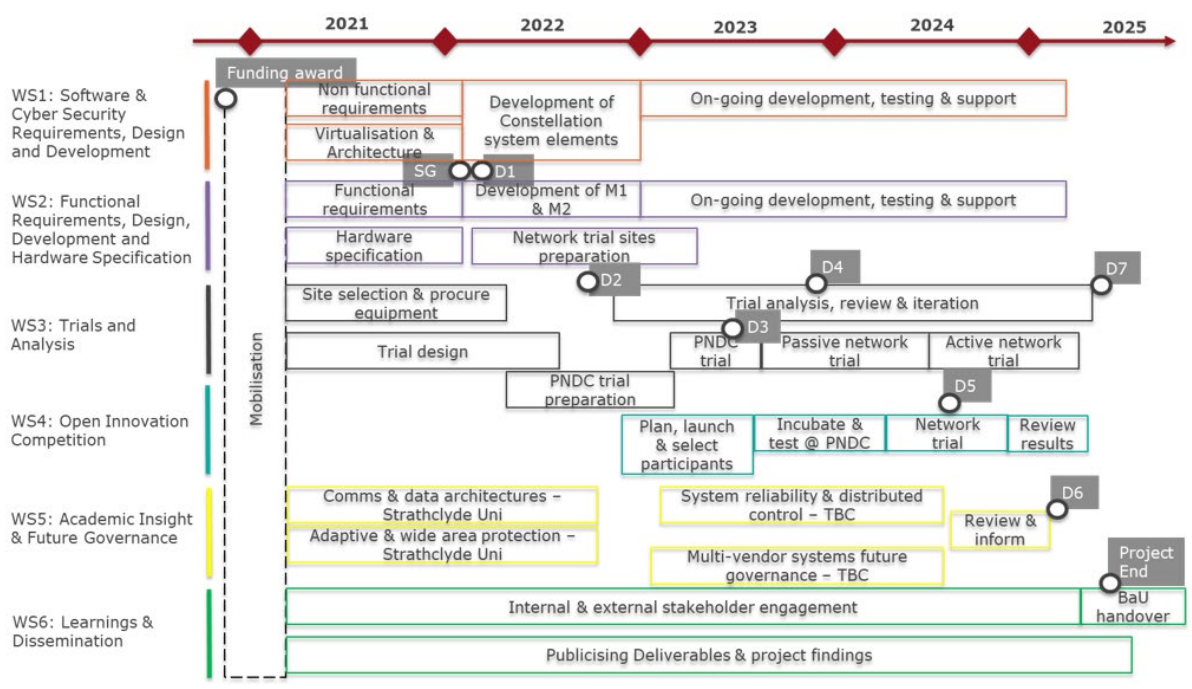 2021
2022
2023
2024
2025
Funding award
WS1: Software &
Cyber Security
Requirements, Design
and Development
Non functional
requirements
Virtualisation &
Architecture
Development of
Constellation
system elements
On-going development, testing & support
SG
D1
WS2: Functional
Requirements, Design,
Development and
Hardware Specification
Functional
requirements
Development of M1
& M2
On-going development, testing & support
Hardware
specification
Network trial sites
preparation
D2
D4
D7
WS3: Trials and
Analysis
Site selection & procure
equipment
Trial analysis, review & iteration
D3
Trial design
PNDC
trial
Passive network
trial
Active network
trial
PNDC trial
preparation
D5
Mobilisation
WS4: Open Innovation
Competition
Plan, launch
& select
participants
Incubate &
test @ PNDC
Network
trial
Review
results
D6
WS5: Academic Insight
& Future Governance
Comms & data architectures –
Strathclyde Uni
System reliability & distributed
control – TBC
Review &
inform
Adaptive & wide area protection –
Strathclyde Uni
Multi-vendor systems future
governance – TBC
Project
End
WS6: Learnings &
Dissemination
Internal & external stakeholder engagement
BaU
handover
Publicising Deliverables & project findings